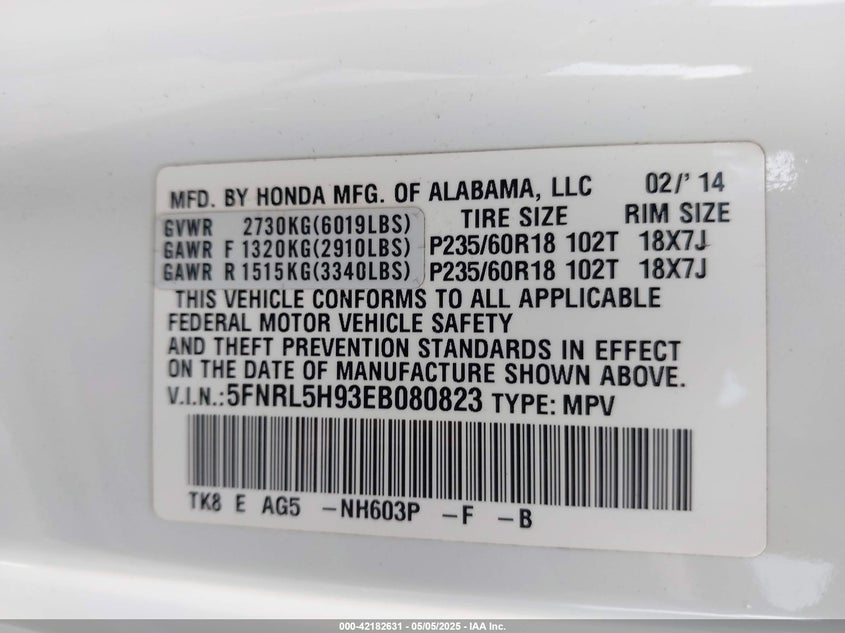 MFD. BY HONDA MFG. OF ALABAMA, LLC 02/' 14
GVWR 2730KG(6019LBS) TIRE SIZE RIM SIZE
GAWR F 1320KG(2910LBS) P235/60R18 102T 18X7J
GAWR R 1515KG(3340LBS) P235/60R18 102T 18X7J
THIS VEHICLE CONFORMS TO ALL APPLICABLE
FEDERAL MOTOR VEHICLE SAFETY
AND THEFT PREVENTION STANDARDS IN EFFECT
ON THE DATE OF MANUFACTURE SHOWN ABOVE.
V.I.N.:5FNRL5H93EB080823 TYPE: MPV
TK8 E AG5 -NH603P -F -B
000-42182631 - 05/05/2025 - IAA Inc.